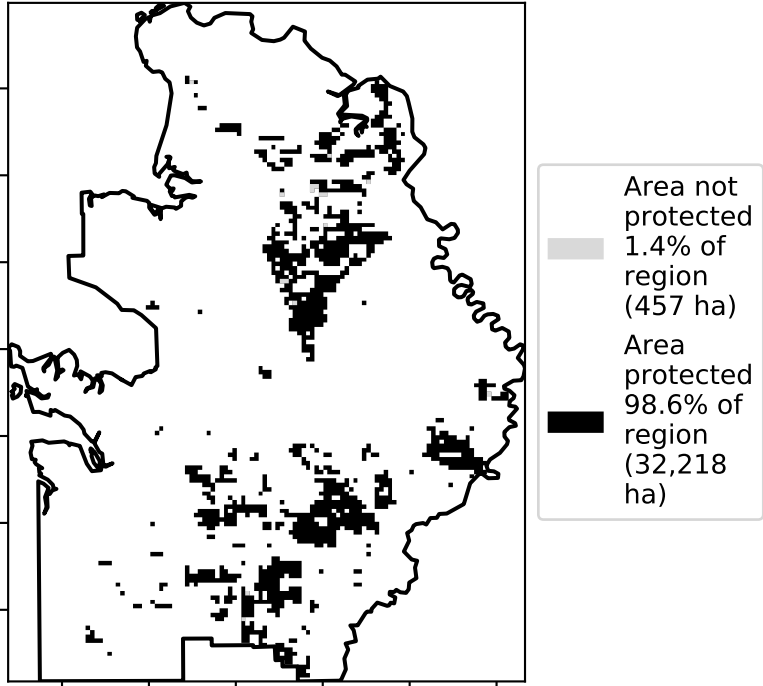 Area not
protected
1.4% of
region
(457 ha)
Area
protected
98.6% of
region
(32,218
ha)